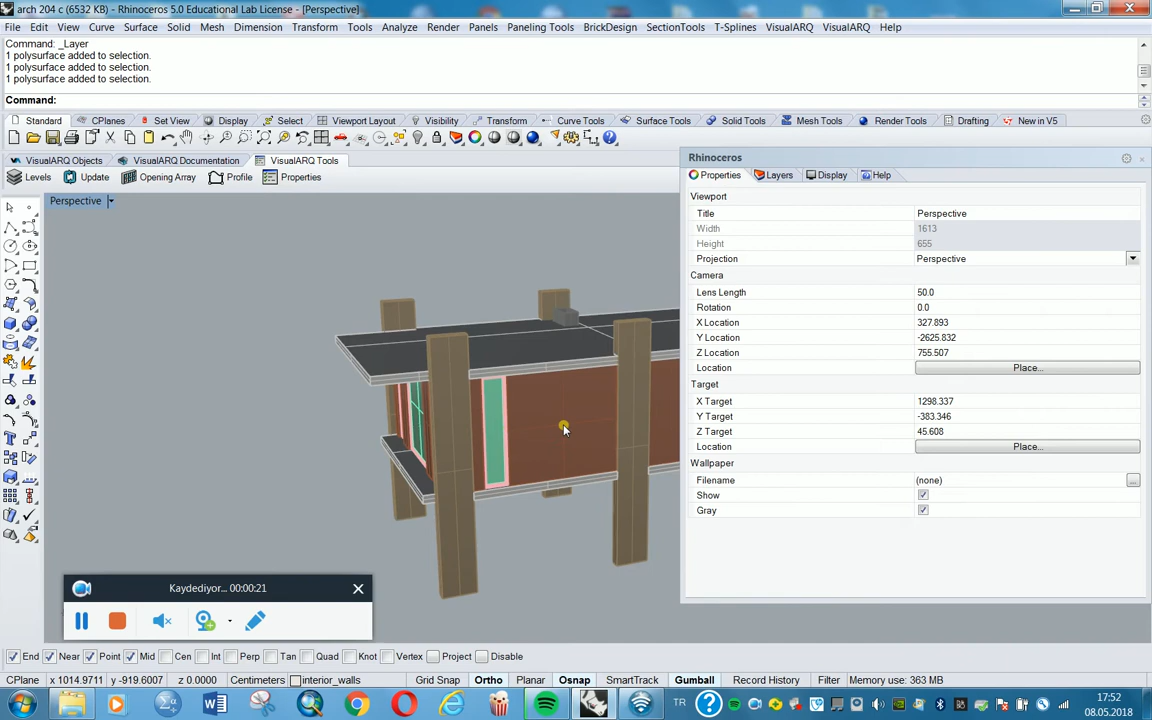 arch 204 c (6532 KB) - Rhinoceros 5.0 Educational Lab License - [Perspective]
File Edit View Curve Surface Solid Mesh Dimension Transform Tools Analyze Render Panels Paneling Tools BrickDesign SectionTools T-Splines VisualARQ VisualARQ Help
Command: _Layer
1 polysurface added to selection.
1 polysurface added to selection.
1 polysurface added to selection.
Command:
Standard CPlanes Set View Display Select Viewport Layout Visibility Transform Curve Tools Surface Tools Solid Tools Mesh Tools Render Tools Drafting New in V5
VisualARQ Objects VisualARQ Documentation VisualARQ Tools
Levels Update Opening Array Profile Properties
Perspective
Rhinoceros
Properties Layers Display Help
Viewport
Title Perspective
Width 1613
Height 655
Projection Perspective
Camera
Lens Length 50.0
Rotation 0.0
X Location 327.893
Y Location -2625.832
Z Location 755.507
Location Place...
Target
X Target 1298.337
Y Target -383.346
Z Target 45.608
Location Place...
Wallpaper
Filename (none) ...
Show
Gray
Kaydediyor... 00:00:21
End Near Point Mid Cen Int Perp Tan Quad Knot Vertex Project Disable
CPlane x 1014.9711 y -919.6007 z 0.0000 Centimeters interior_walls Grid Snap Ortho Planar Osnap SmartTrack Gumball Record History Filter Memory use: 363 MB
TR 17:52
08.05.2018